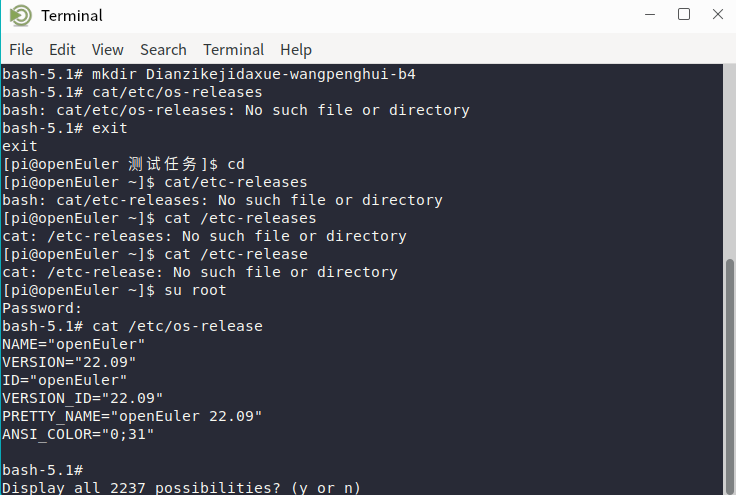 Terminal
File Edit View Search Terminal Help
bash-5.1# mkdir Dianzikejidaxue-wangpenghui-b4
bash-5.1# cat/etc/os-releases
bash: cat/etc/os-releases: No such file or directory
bash-5.1# exit
exit
[pi@openEuler 测试任务]$ cd
[pi@openEuler ~]$ cat/etc-releases
bash: cat/etc-releases: No such file or directory
[pi@openEuler ~]$ cat /etc-releases
cat: /etc-releases: No such file or directory
[pi@openEuler ~]$ cat /etc-release
cat: /etc-release: No such file or directory
[pi@openEuler ~]$ su root
Password:
bash-5.1# cat /etc/os-release
NAME="openEuler"
VERSION="22.09"
ID="openEuler"
VERSION_ID="22.09"
PRETTY_NAME="openEuler 22.09"
ANSI_COLOR="0;31"
bash-5.1#
Display all 2237 possibilities? (y or n)